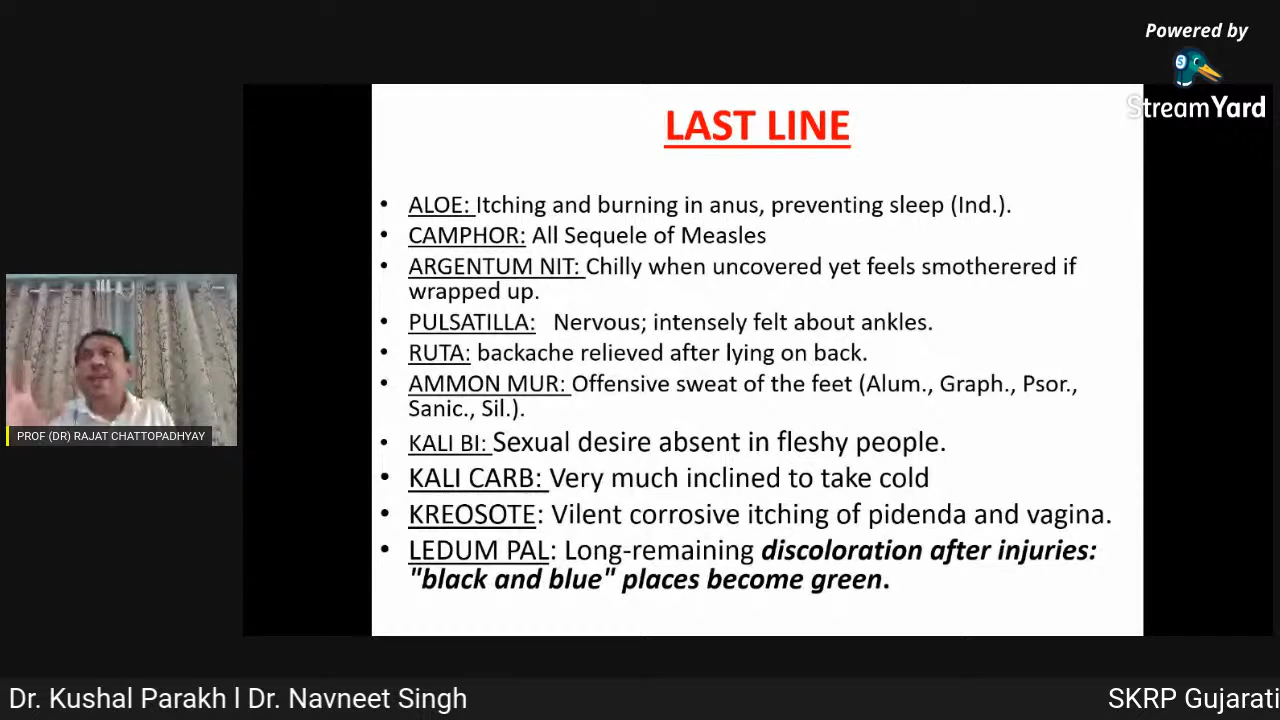 Powered by
StreamYard
LAST LINE
• ALOE: Itching and burning in anus, preventing sleep (Ind.).
• CAMPHOR: All Sequele of Measles
• ARGENTUM NIT: Chilly when uncovered yet feels smotherered if
wrapped up.
• PULSATILLA: Nervous; intensely felt about ankles.
• RUTA: backache relieved after lying on back.
• AMMON MUR: Offensive sweat of the feet (Alum., Graph., Psor.,
Sanic., Sil.).
• KALI BI: Sexual desire absent in fleshy people.
• KALI CARB: Very much inclined to take cold
• KREOSOTE: Vilent corrosive itching of pidenda and vagina.
• LEDUM PAL: Long-remaining discoloration after injuries:
"black and blue" places become green.
PROF (DR) RAJAT CHATTOPADHYAY
Dr. Kushal Parakh l Dr. Navneet Singh
SKRP Gujarati